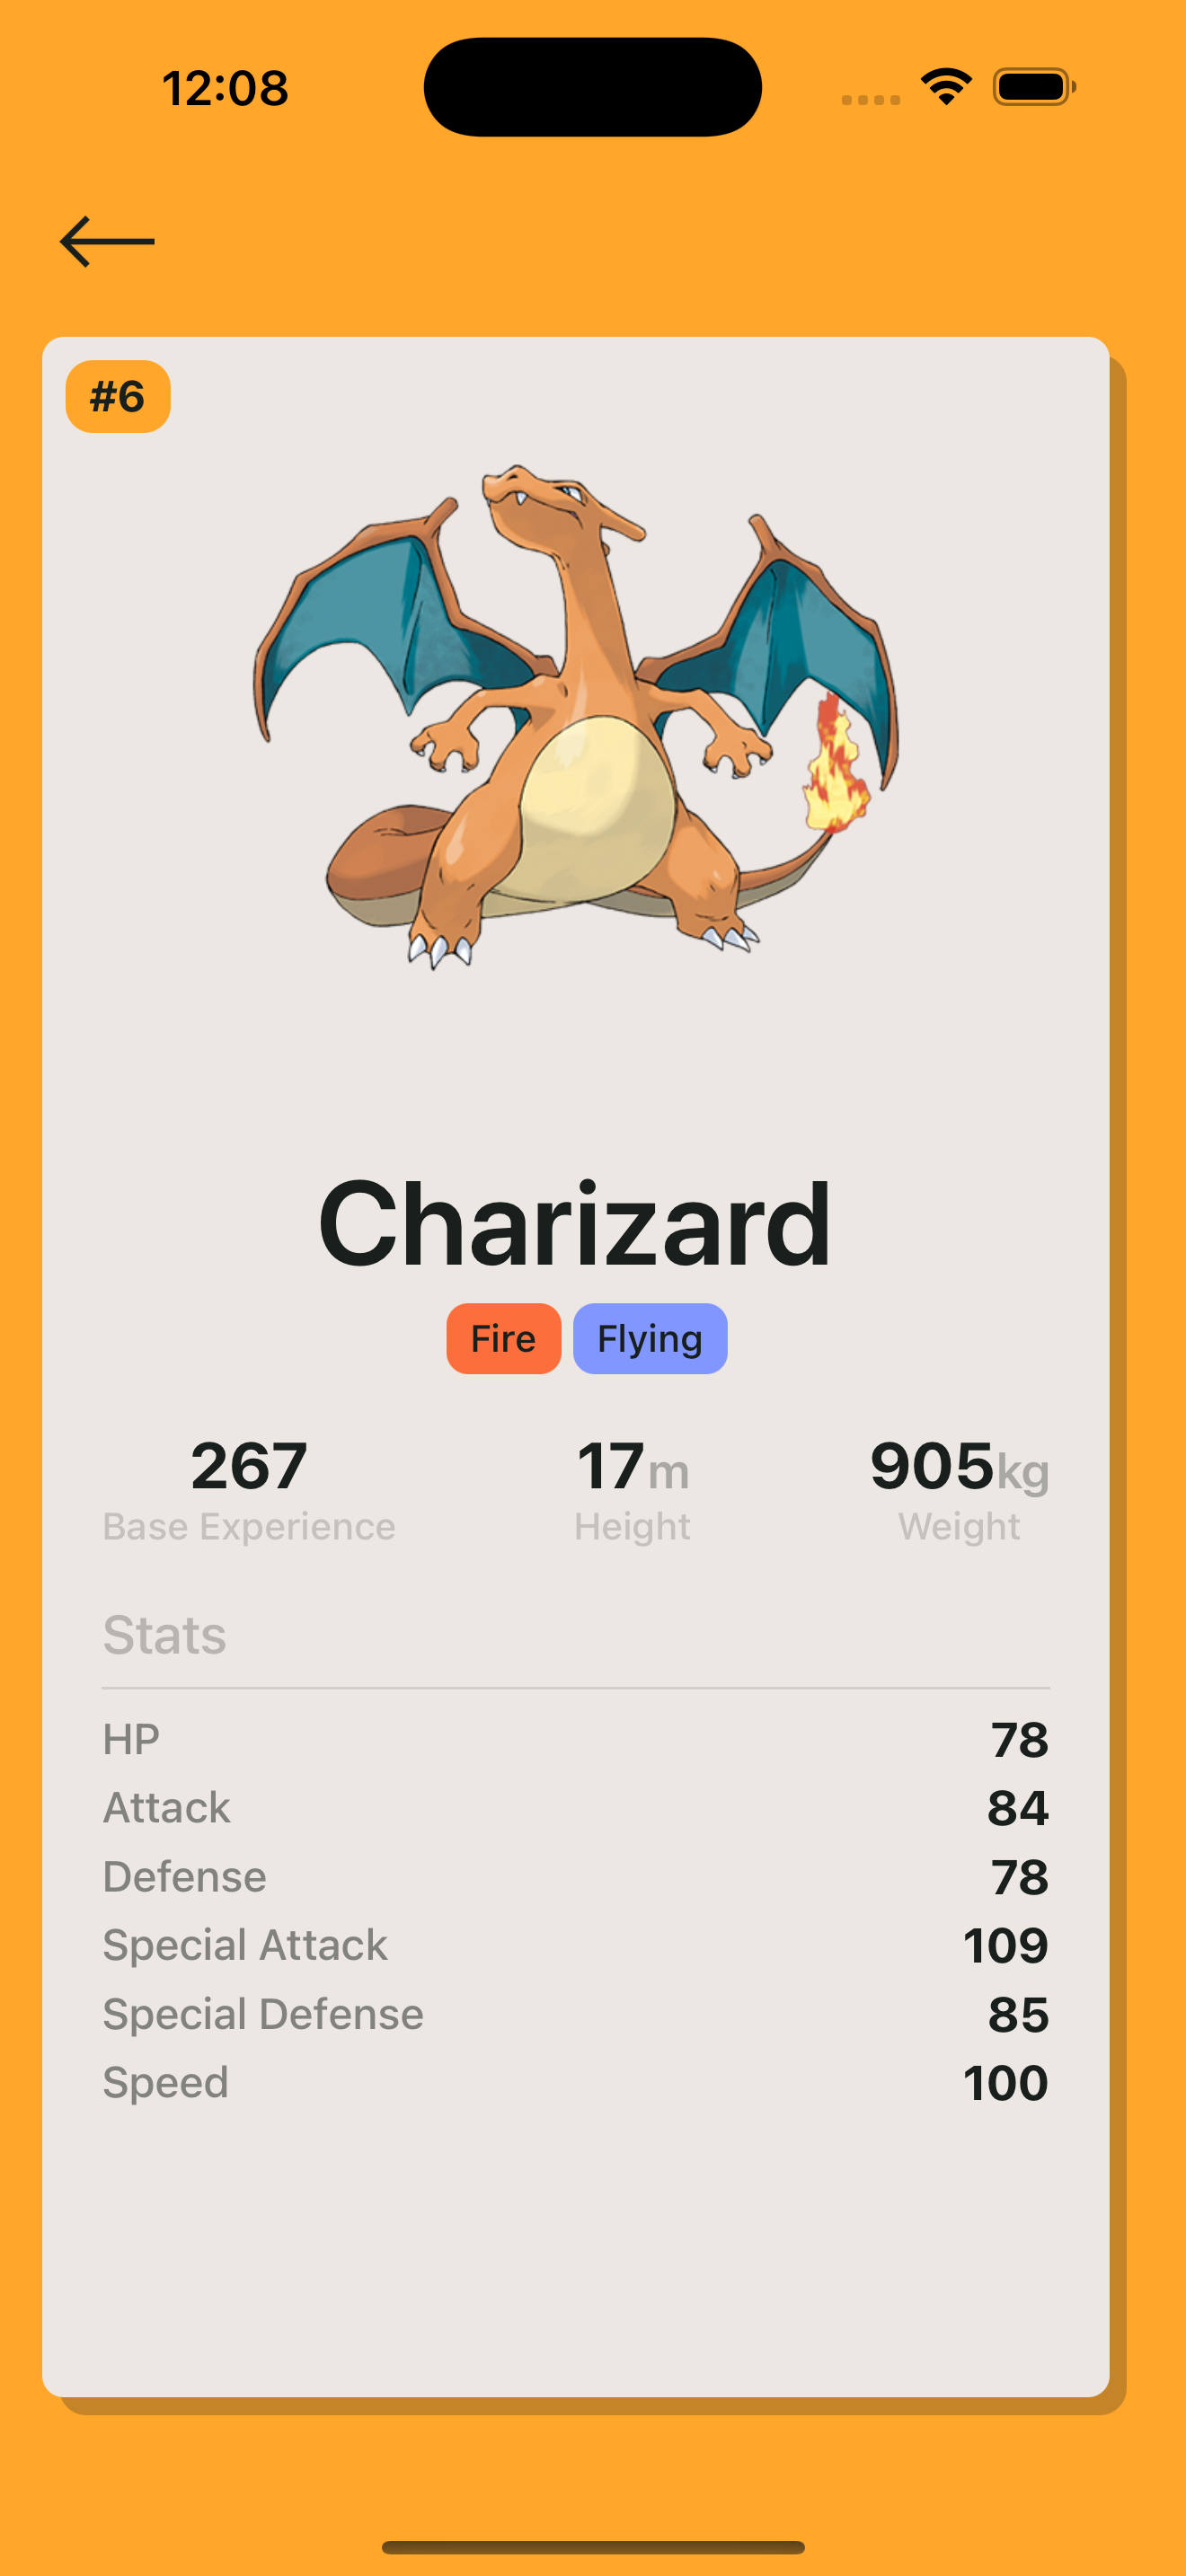 12:08
#6
Charizard
Fire Flying
267 17m 905kg
Base Experience Height Weight
Stats
HP 78
Attack 84
Defense 78
Special Attack 109
Special Defense 85
Speed 100